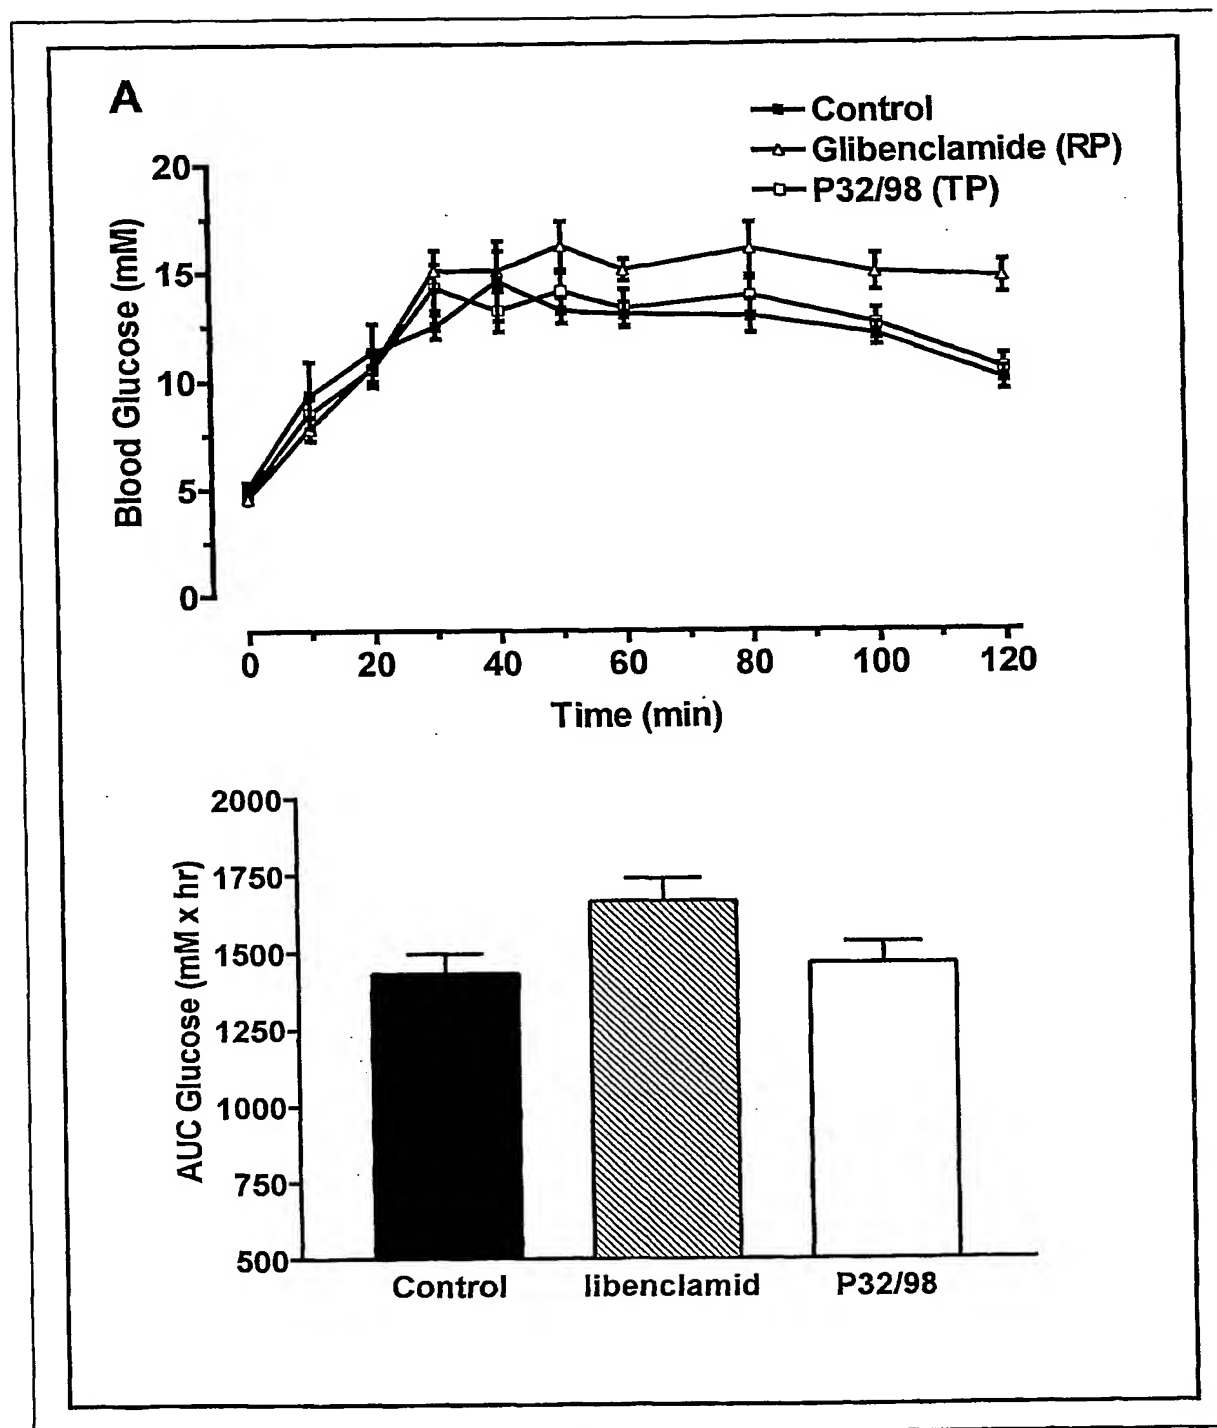 A
Control
Glibenclamide (RP)
P32/98 (TP)
20
15
10
5
0
Blood Glucose (mM)
0 20 40 60 80 100 120
Time (min)
2000
1750
1500
1250
1000
750
500
AUC Glucose (mM x hr)
Control libenclamid P32/98